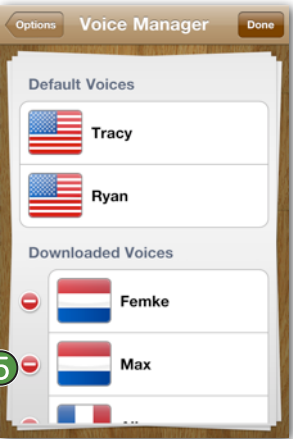 Options Voice Manager Done
Default Voices
Tracy
Ryan
Downloaded Voices
Femke
5 Max